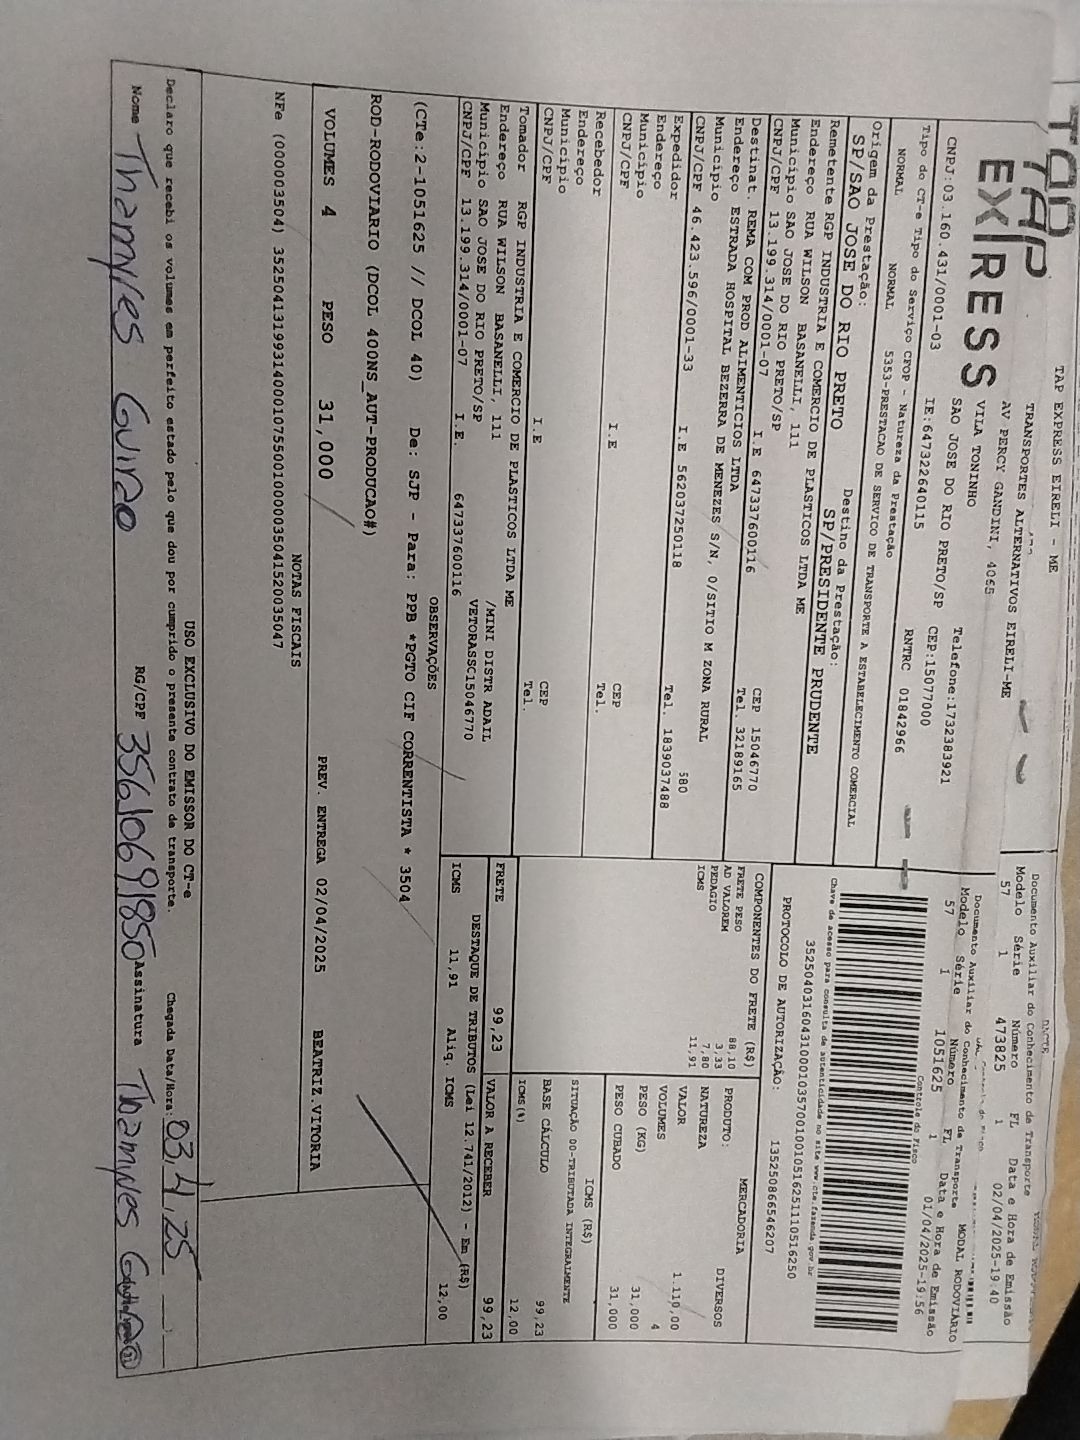 TAP EXPRESS EIRELI - ME
TAP
EXPRESS
TRANSPORTES ALTERNATIVOS EIRELI-ME
AV PERCY GANDINI, 4065
VILA TONINHO
SAO JOSE DO RIO PRETO/SP CEP:15077000
Telefone:1732383921
CNPJ:03.160.431/0001-03 IE:647322640115 RNTRC 01842966
DACTE
Documento Auxiliar do Conhecimento de Transporte
Modelo Série Número FL Data e Hora de Emissão
57 1 473825 1 02/04/2025-19:40
Documento Auxiliar do Conhecimento de Transporte MODAL RODOVIÁRIO
Modelo Série Número FL Data e Hora de Emissão
57 1 1051625 1 01/04/2025-19:56
Controle do Fisco
Tipo do CT-e Tipo do Serviço CFOP - Natureza da Prestação
NORMAL NORMAL 5353-PRESTACAO DE SERVICO DE TRANSPORTE A ESTABELECIMENTO COMERCIAL
Chave de acesso para consulta de autenticidade no site www.cte.fazenda.gov.br
35250403160431000103570010010516251110516250
PROTOCOLO DE AUTORIZAÇÃO: 135250866546207
Origem da Prestação: Destino da Prestação:
SP/SAO JOSE DO RIO PRETO SP/PRESIDENTE PRUDENTE
Remetente RGP INDUSTRIA E COMERCIO DE PLASTICOS LTDA ME
Endereço RUA WILSON BASANELLI, 111
Município SAO JOSE DO RIO PRETO/SP CEP 15046770
CNPJ/CPF 13.199.314/0001-07 I.E 647337600116 Tel. 32189165
Destinat. REMA COM PROD ALIMENTICIOS LTDA
Endereço ESTRADA HOSPITAL BEZERRA DE MENEZES S/N, 0/SITIO M ZONA RURAL
Município 580
CNPJ/CPF 46.423.596/0001-33 I.E 562037250118 Tel. 1839037488
Expedidor
Endereço
Município CEP
CNPJ/CPF I.E Tel.
Recebedor
Endereço
Município CEP
CNPJ/CPF I.E Tel.
Tomador RGP INDUSTRIA E COMERCIO DE PLASTICOS LTDA ME
Endereço RUA WILSON BASANELLI, 111 /MINI DISTR ADAIL
Município SAO JOSE DO RIO PRETO/SP VETORASSC15046770
CNPJ/CPF 13.199.314/0001-07 I.E. 647337600116
COMPONENTES DO FRETE (R$)
FRETE PESO 88,10
AD VALOREM 3,33
PEDAGIO 7,80
ICMS 11,91
PRODUTO: MERCADORIA
NATUREZA DIVERSOS
VALOR 1.110,00
VOLUMES 4
PESO (KG) 31,000
PESO CUBADO 31,000
ICMS (R$)
SITUAÇÃO 00-TRIBUTADA INTEGRALMENTE
BASE CÁLCULO 99,23
ICMS(%) 12,00
FRETE 99,23 VALOR A RECEBER 99,23
DESTAQUE DE TRIBUTOS (Lei 12.741/2012) - Em (R$)
ICMS 11,91 Aliq. ICMS 12,00
OBSERVAÇÕES
(CTe:2-1051625 // DCOL 40) De: SJP - Para: PPB *PGTO CIF CORRENTISTA * 3504
ROD-RODOVIARIO (DCOL 400NS_AUT-PRODUCAO#)
VOLUMES 4 PESO 31,000 PREV. ENTREGA 02/04/2025 BEATRIZ.VITORIA
NOTAS FISCAIS
NFe (000003504) 35250413199314000107550010000035041520035047
USO EXCLUSIVO DO EMISSOR DO CT-e
Declaro que recebi os volumes em perfeito estado pelo que dou por cumprido o presente contrato de transporte. Chegada Data/Hora: 03,4,25
Nome Thamyres Guirao RG/CPF 35610691850 Assinatura Thamyres